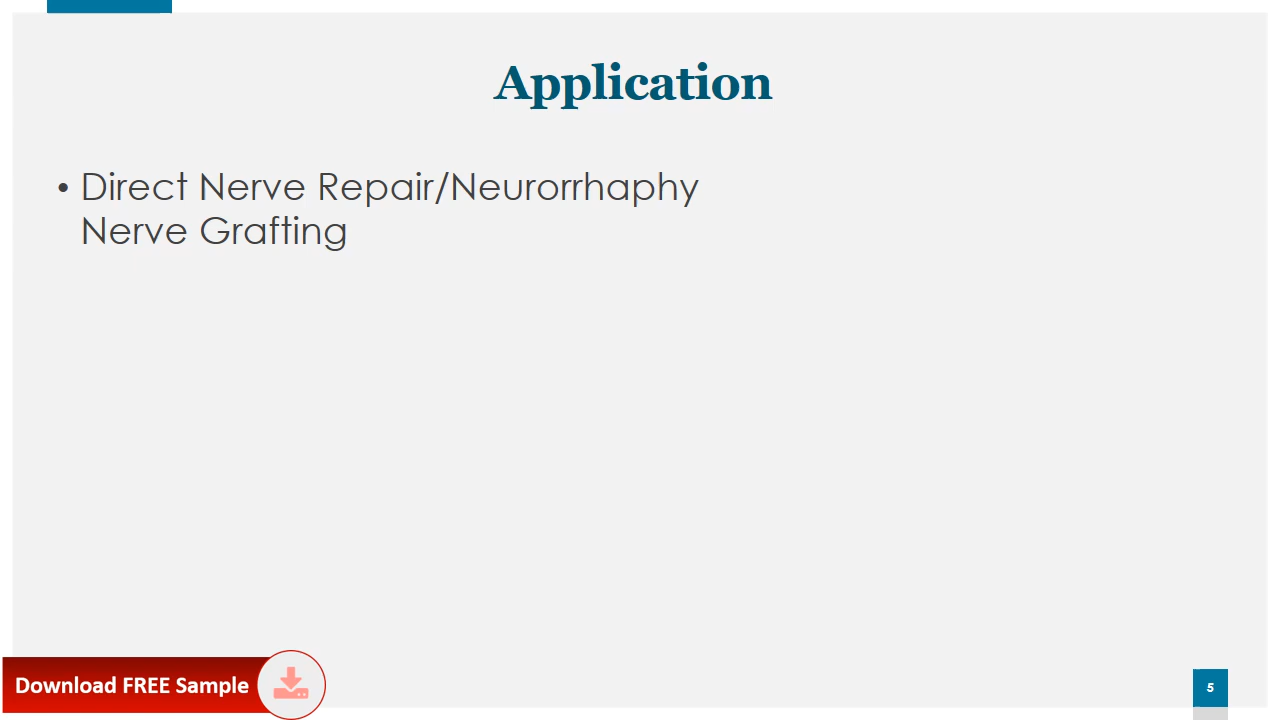 Application
• Direct Nerve Repair/Neurorrhaphy
Nerve Grafting
Download FREE Sample
5